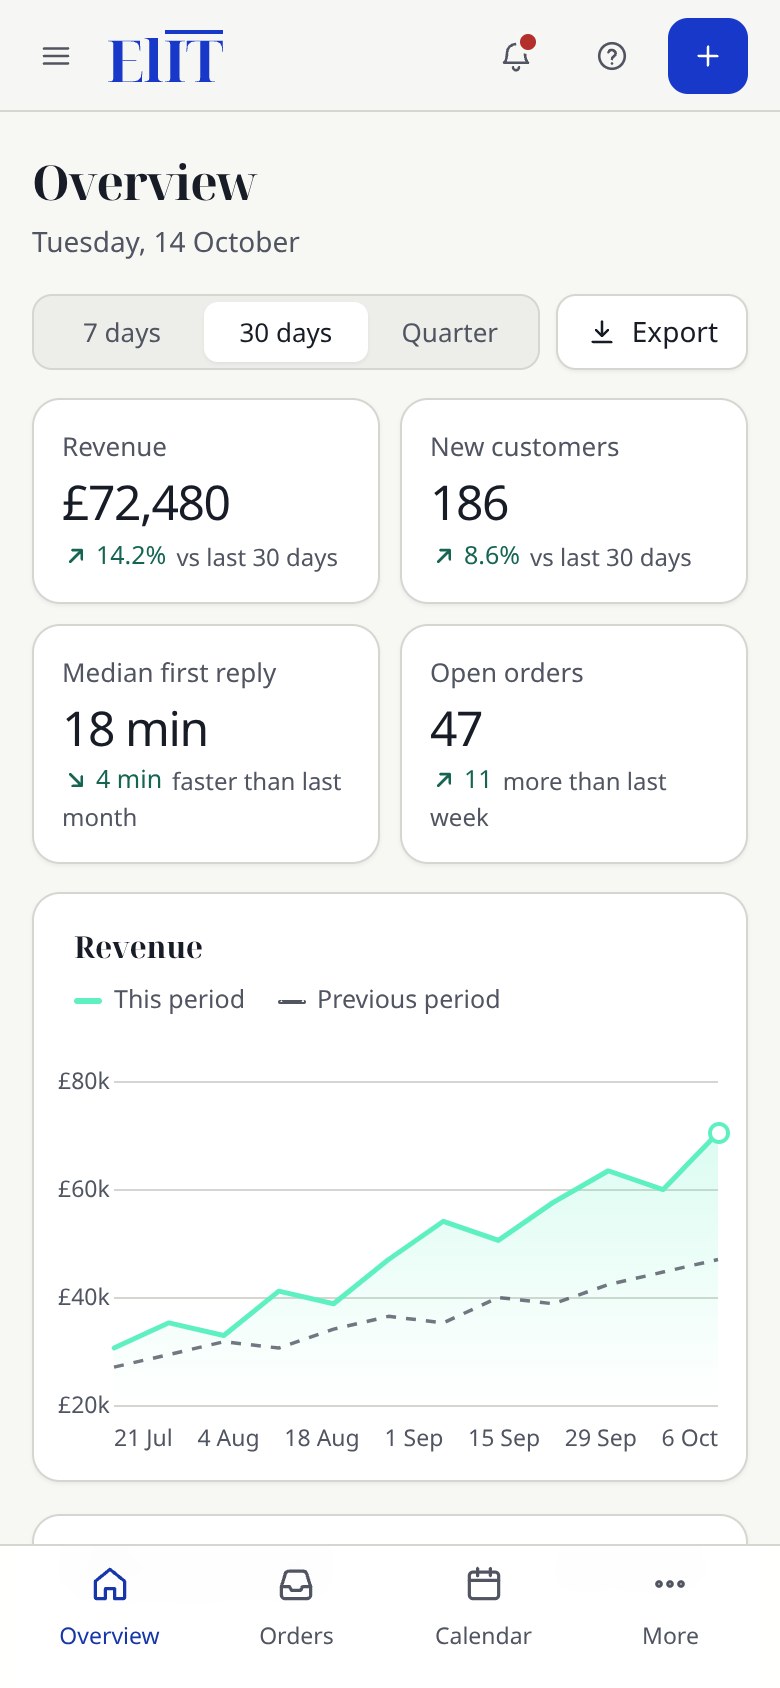 ElIT
Overview
Tuesday, 14 October
7 days
30 days
Quarter
Export
Revenue
£72,480
14.2% vs last 30 days
New customers
186
8.6% vs last 30 days
Median first reply
18 min
4 min faster than last
month
Open orders
47
11 more than last
week
Revenue
This period
Previous period
£80k
£60k
£40k
£20k
21 Jul 4 Aug 18 Aug 1 Sep 15 Sep 29 Sep 6 Oct
Overview
Orders
Calendar
More